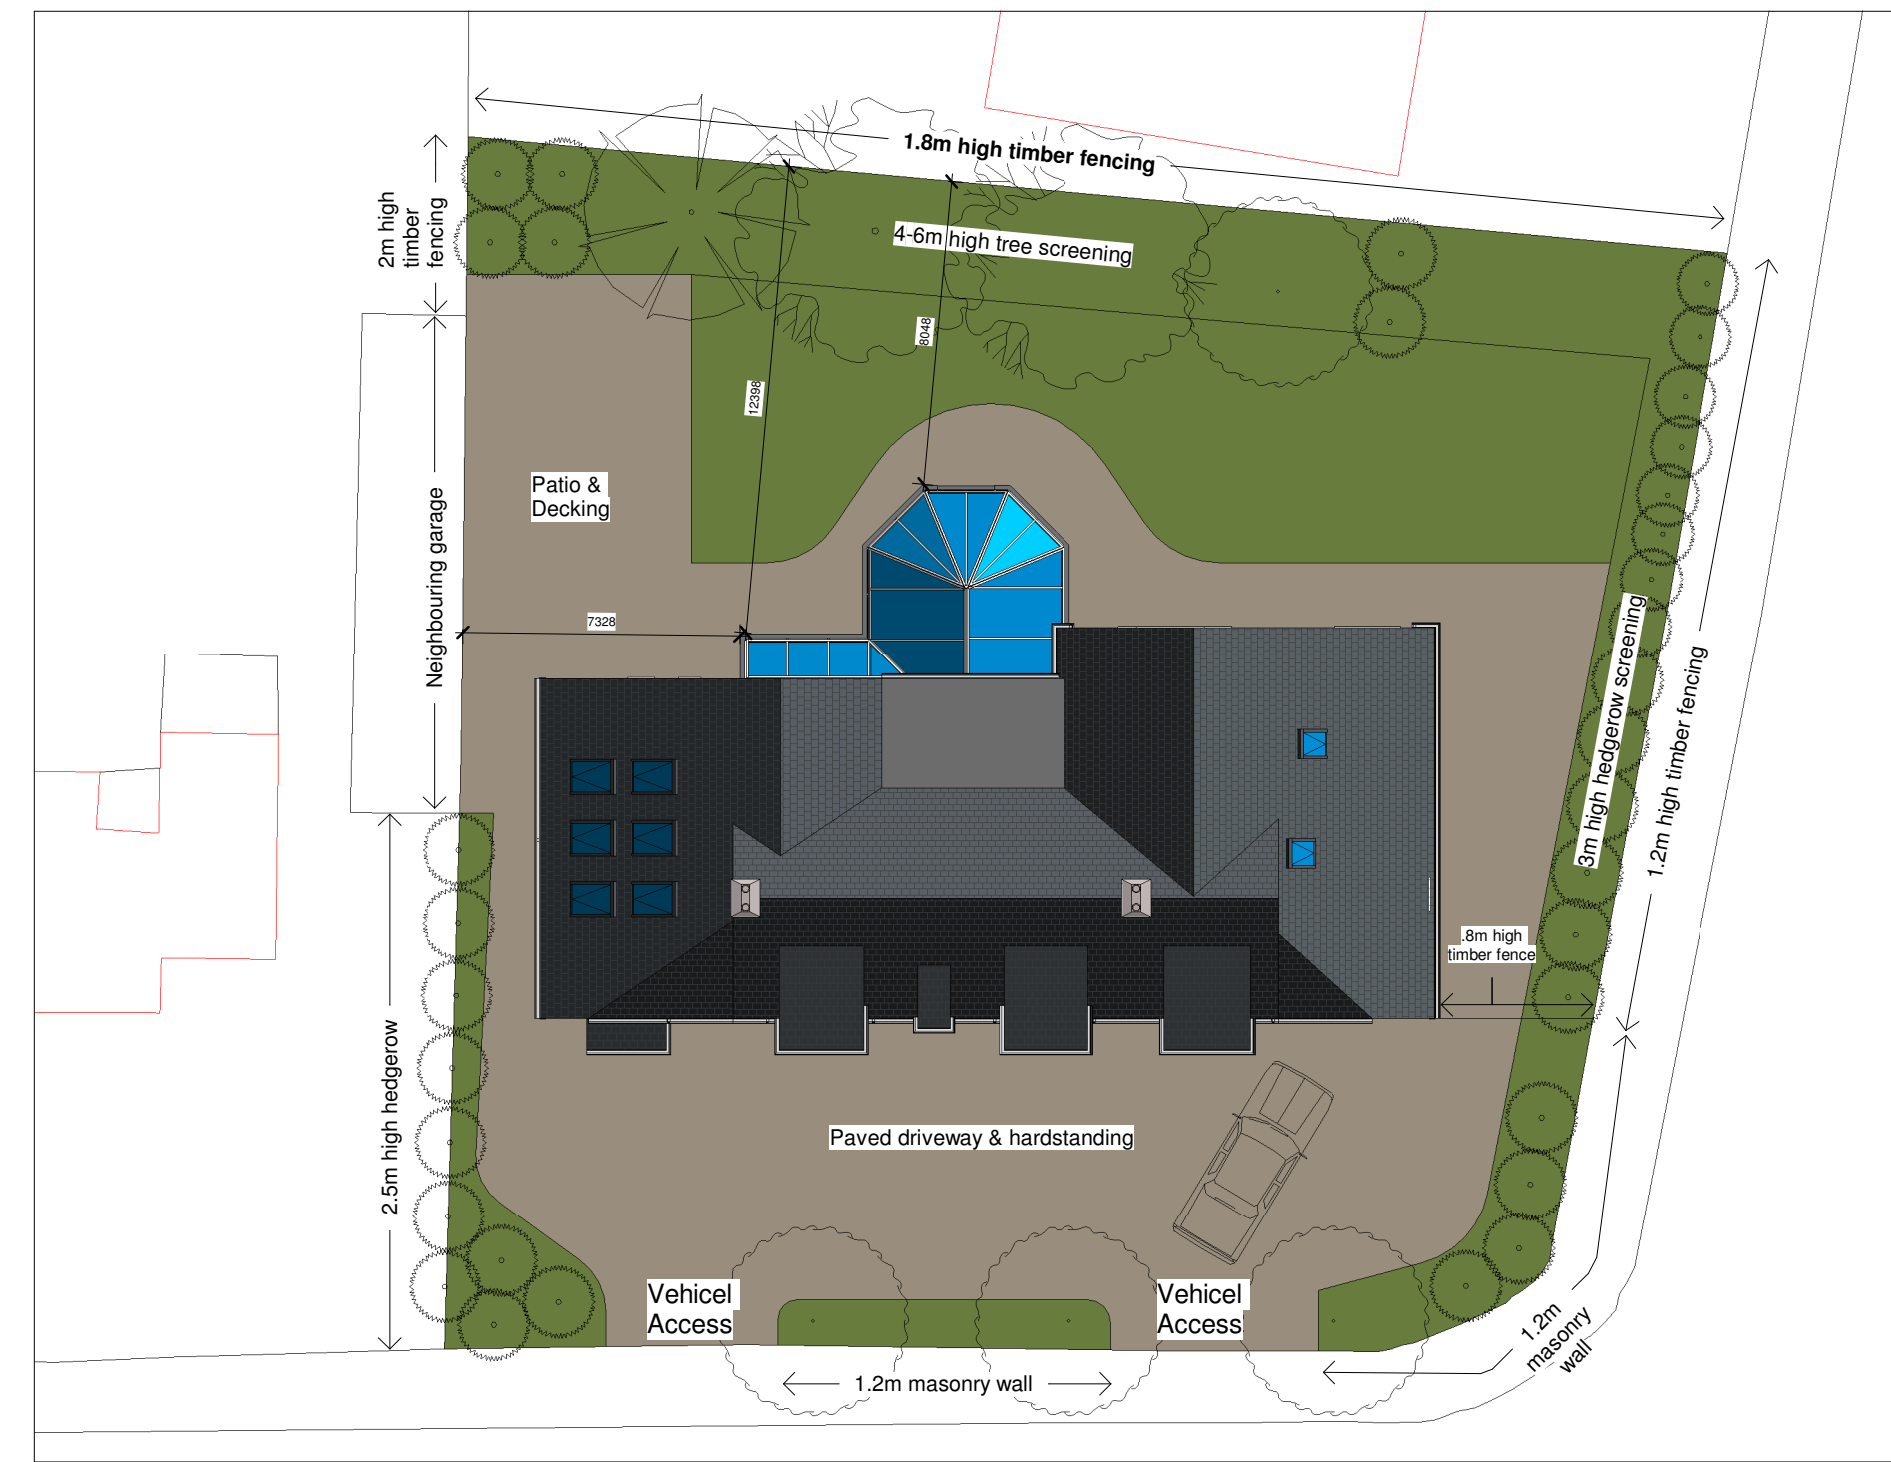 1.8m high timber fencing
2m high
timber
fencing
4-6m high tree screening
8048
12398
Patio &
Decking
Neighbouring garage
7328
3m high hedgerow screening
1.2m high timber fencing
.8m high
timber fence
2.5m high hedgerow
Paved driveway & hardstanding
Vehicel
Access
Vehicel
Access
1.2m
masonry
wall
1.2m masonry wall